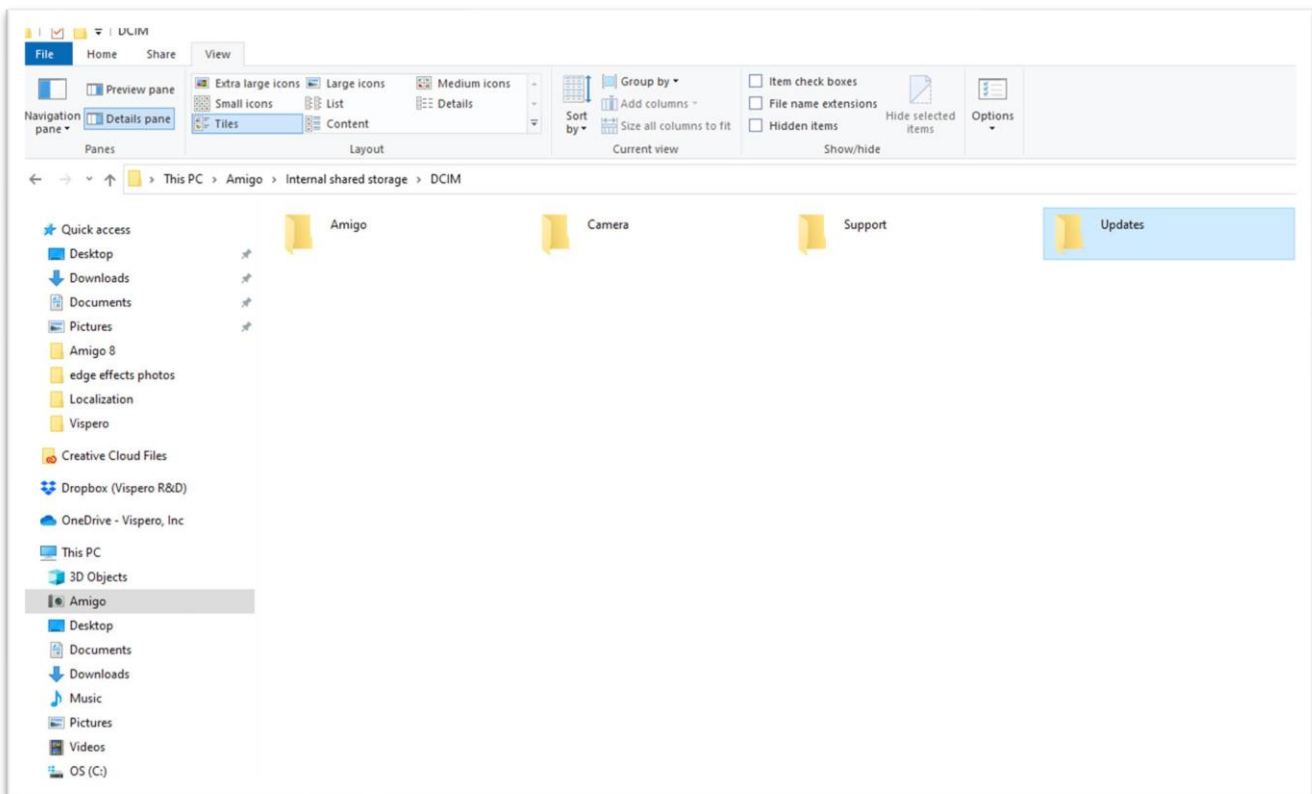 DCIM
File Home Share View
Navigation pane
Preview pane
Details pane
Panes
Extra large icons Large icons Medium icons
Small icons List Details
Tiles Content
Layout
Sort by
Group by
Add columns
Size all columns to fit
Current view
Item check boxes
File name extensions
Hidden items
Hide selected items
Show/hide
Options
> This PC > Amigo > Internal shared storage > DCIM
Quick access
Desktop
Downloads
Documents
Pictures
Amigo 8
edge effects photos
Localization
Vispero
Creative Cloud Files
Dropbox (Vispero R&D)
OneDrive - Vispero, Inc
This PC
3D Objects
Amigo
Desktop
Documents
Downloads
Music
Pictures
Videos
OS (C:)
Amigo Camera Support Updates